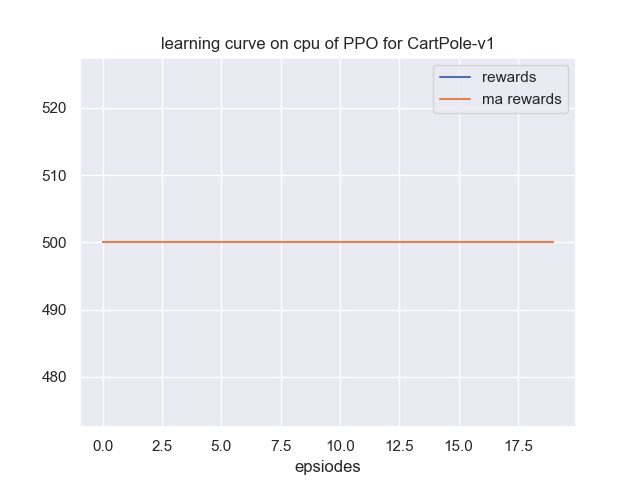 learning curve on cpu of PPO for CartPole-v1
rewards
ma rewards
520
510
500
490
480
0.0 2.5 5.0 7.5 10.0 12.5 15.0 17.5
epsiodes